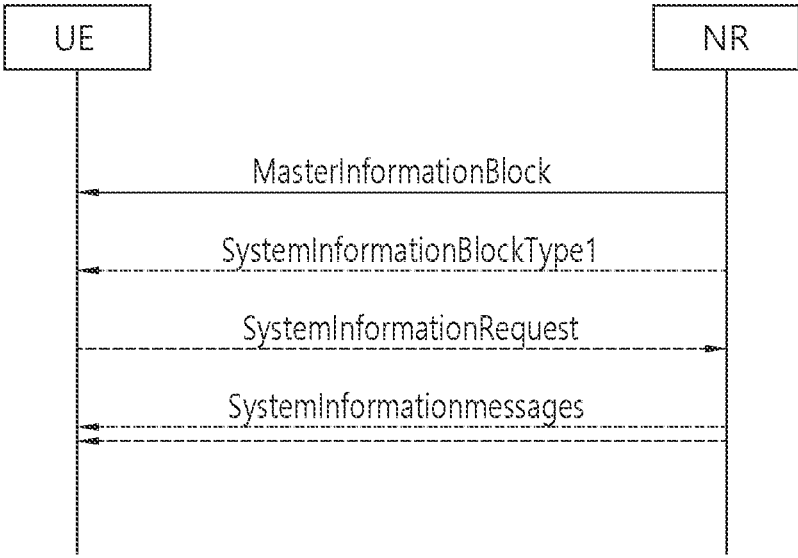 UE
NR
MasterInformationBlock
SystemInformationBlockType1
SystemInformationRequest
SystemInformationmessages